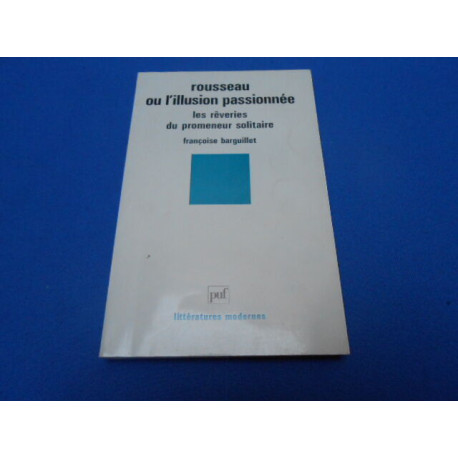 rousseau
ou l'illusion passionnée
les rêveries
du promeneur solitaire
françoise barguillet
puf
littératures modernes